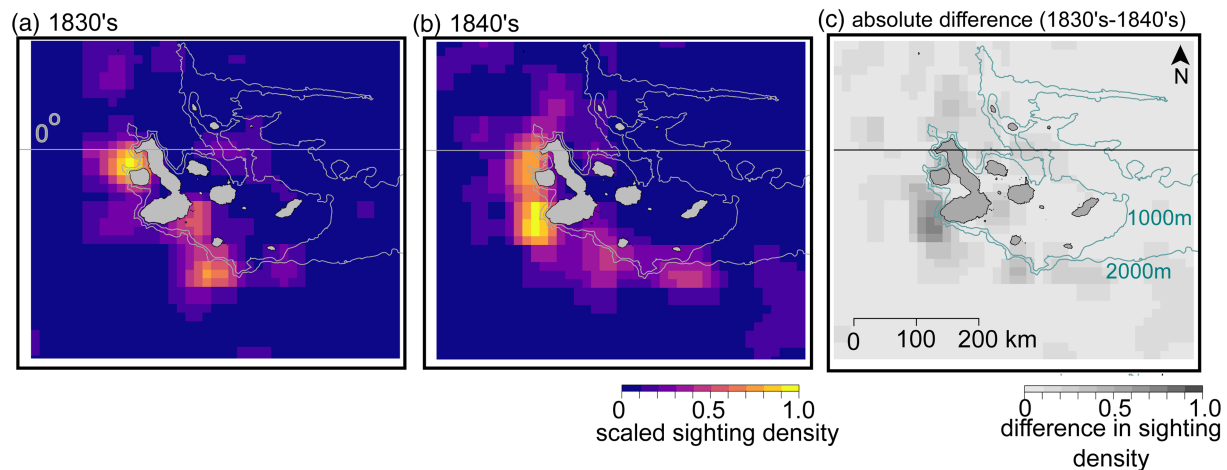 (a) 1830's
(b) 1840's
(c) absolute difference (1830's-1840's)
N
0°
1000m
2000m
0 100 200 km
0 0.5 1.0
scaled sighting density
0 0.5 1.0
difference in sighting
density